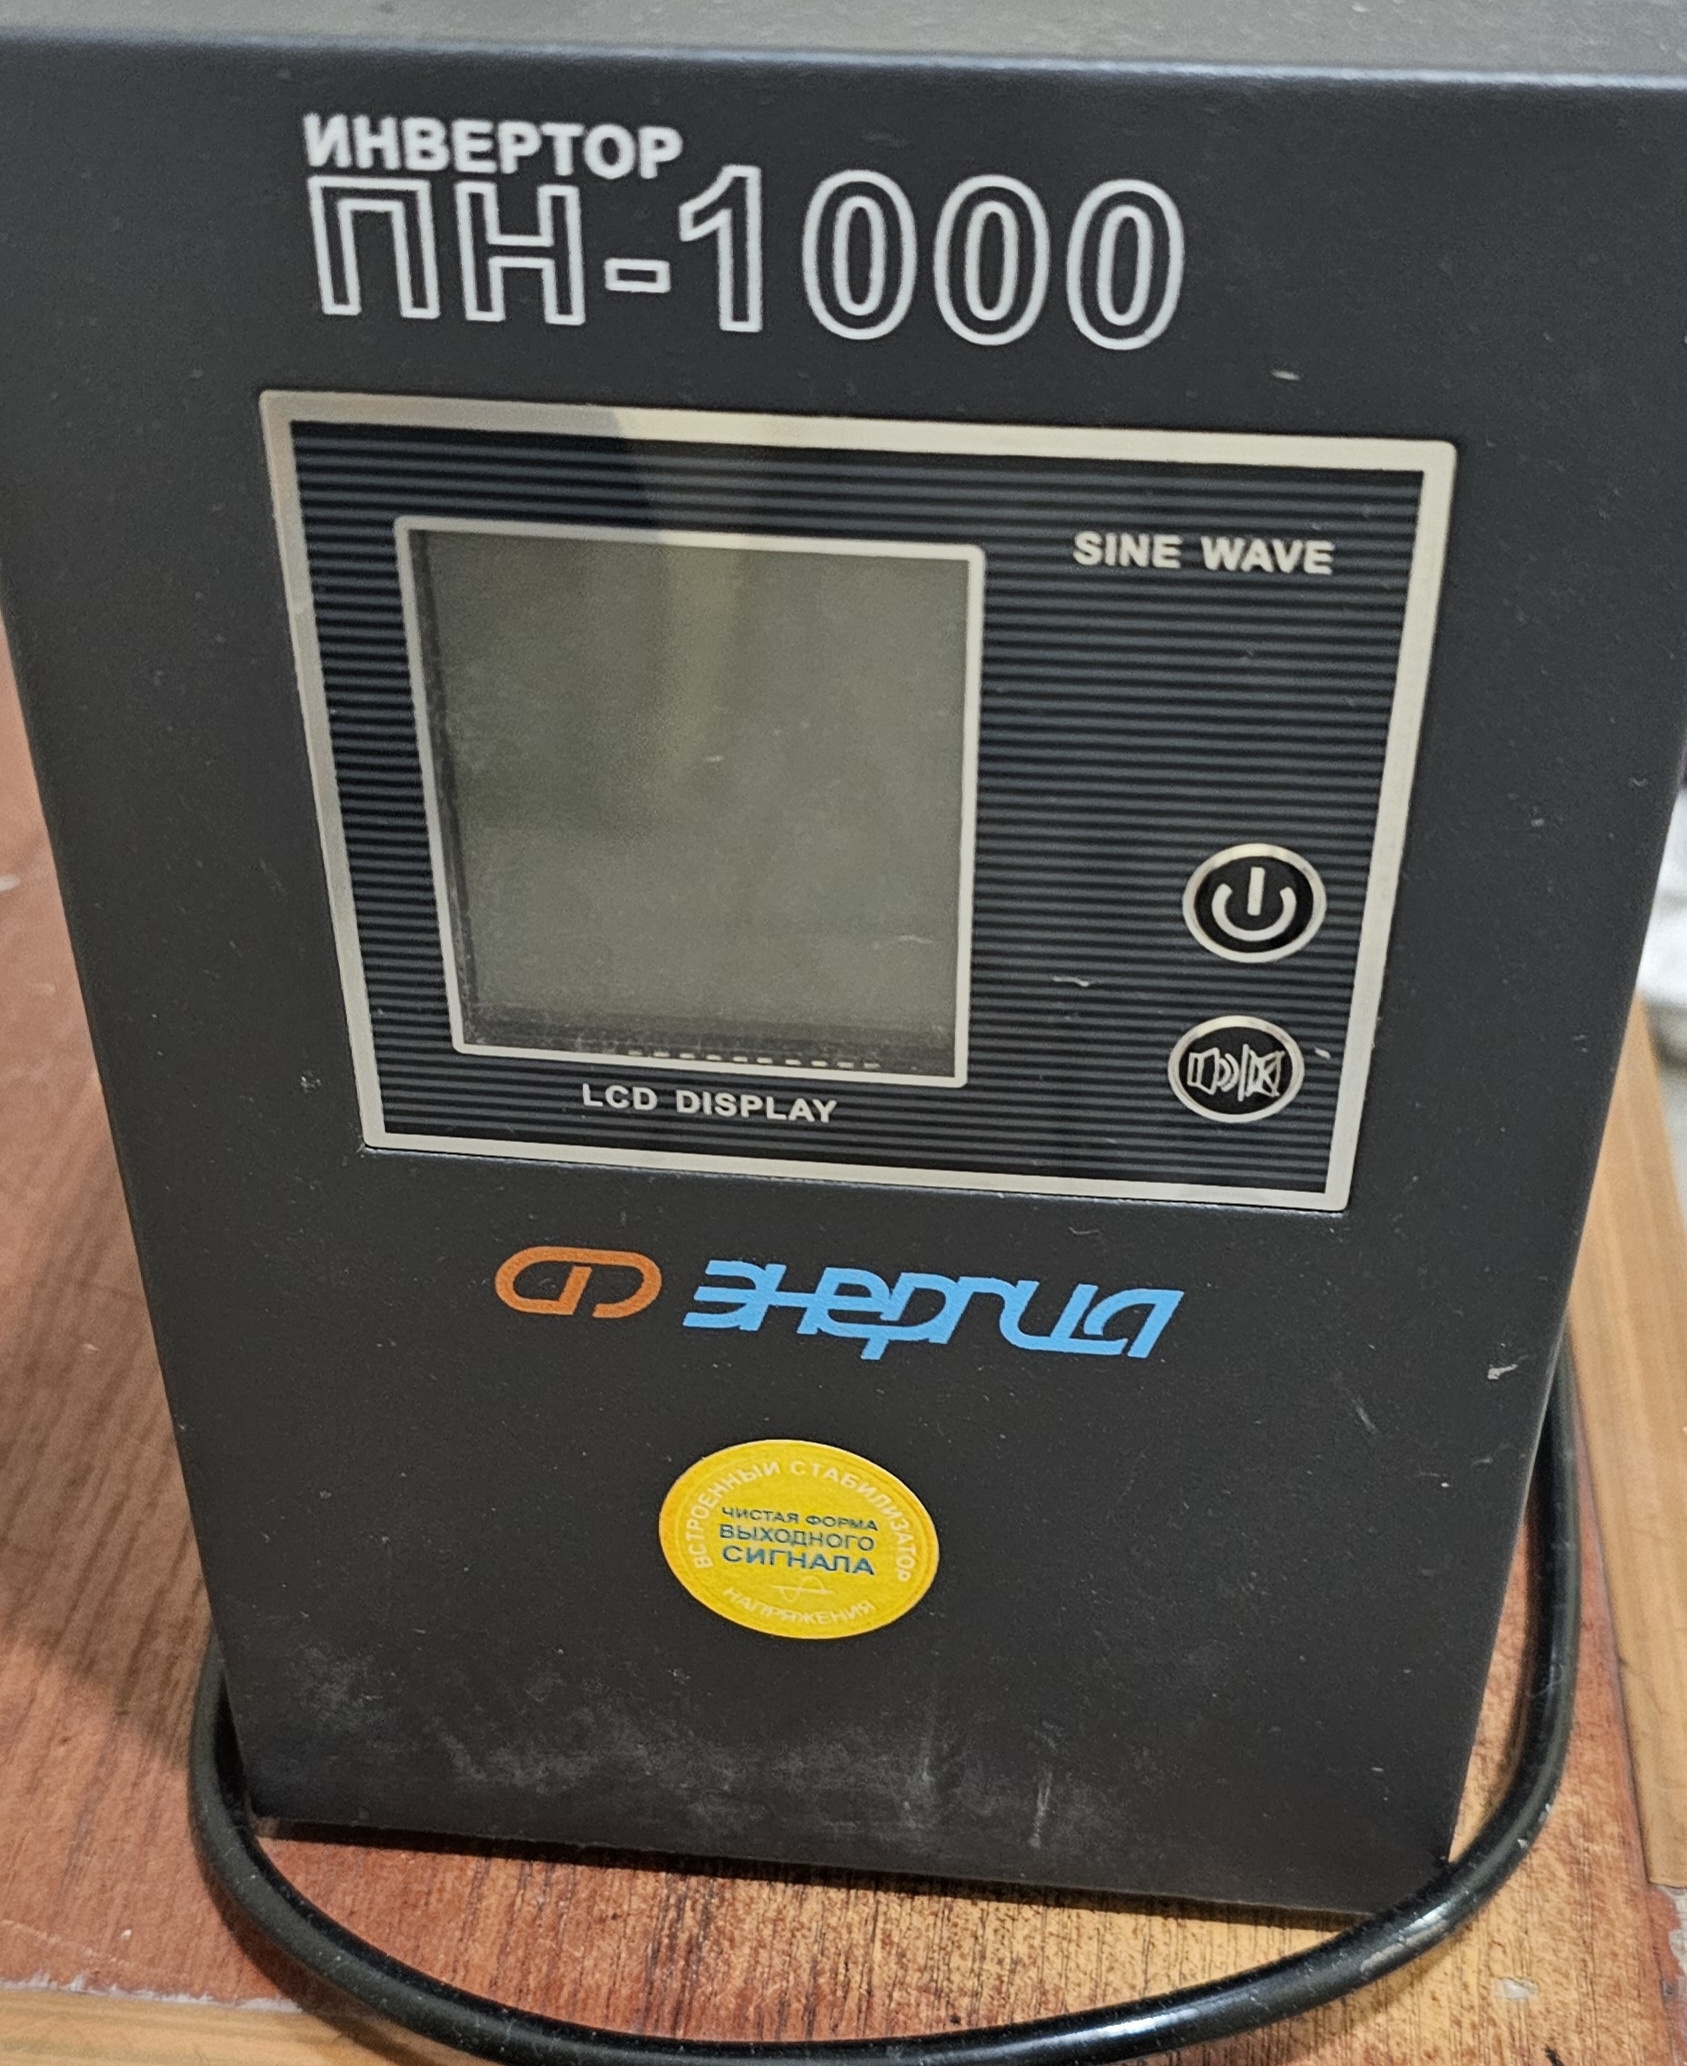 ИНВЕРТОР
ПН-1000
SINE WAVE
LCD DISPLAY
Энергия
ВСТРОЕННЫЙ СТАБИЛИЗАТОР
ЧИСТАЯ ФОРМА
ВЫХОДНОГО
СИГНАЛА
НАПРЯЖЕНИЯ